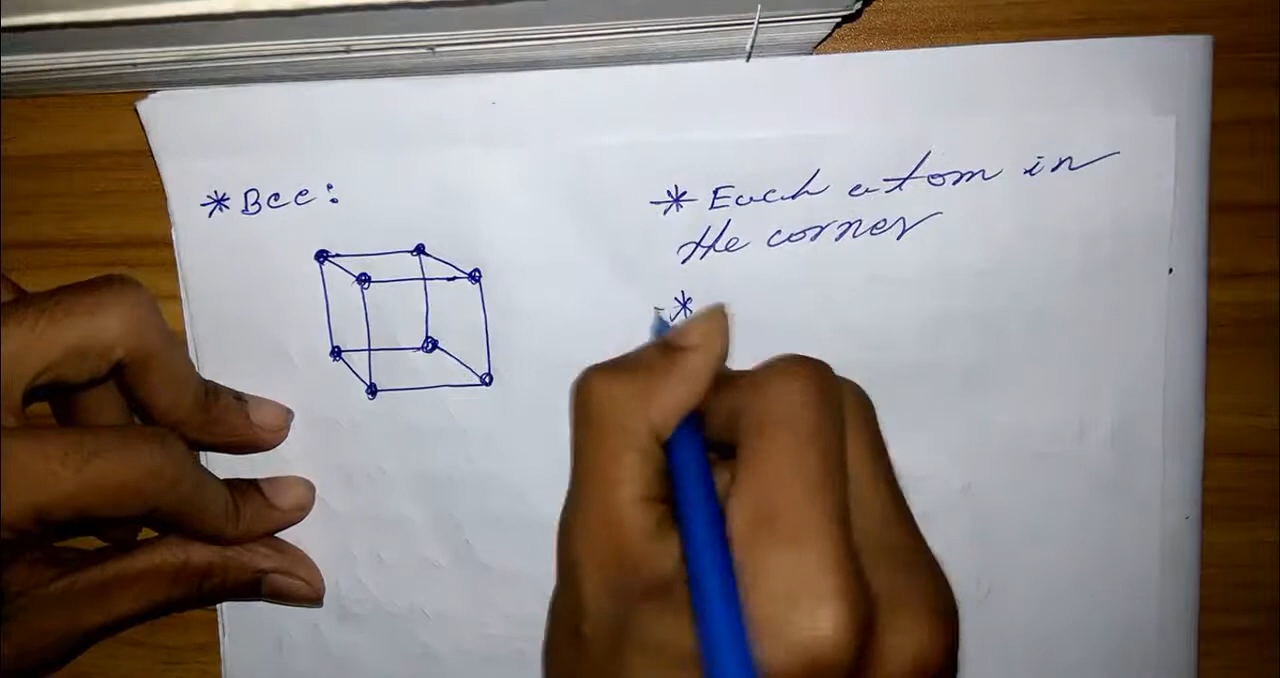 *Bcc:
* Each atom in
the corner
*